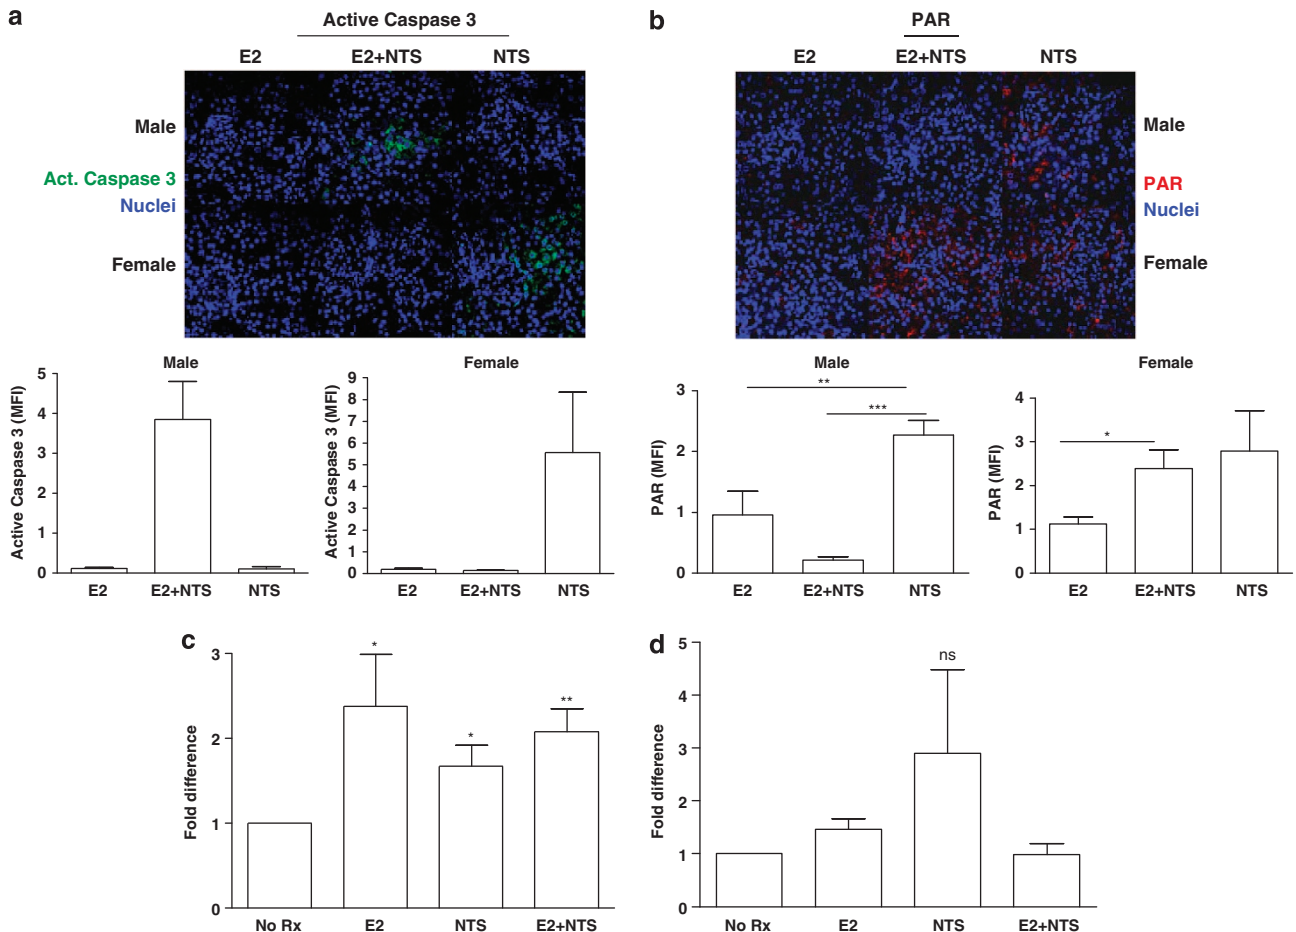 a
Active Caspase 3
E2 E2+NTS NTS
Male
Act. Caspase 3
Nuclei
Female
Male
Active Caspase 3 (MFI)
5
4
3
2
1
0
E2 E2+NTS NTS
Female
Active Caspase 3 (MFI)
9
8
7
6
5
4
3
2
1
0
E2 E2+NTS NTS
b
PAR
E2 E2+NTS NTS
Male
PAR
Nuclei
Female
Male
PAR (MFI)
3
2
1
0
**
***
E2 E2+NTS NTS
Female
PAR (MFI)
4
3
2
1
0
*
E2 E2+NTS NTS
c
Fold difference
3
2
1
0
*
*
**
No Rx E2 NTS E2+NTS
d
Fold difference
5
4
3
2
1
0
ns
No Rx E2 NTS E2+NTS